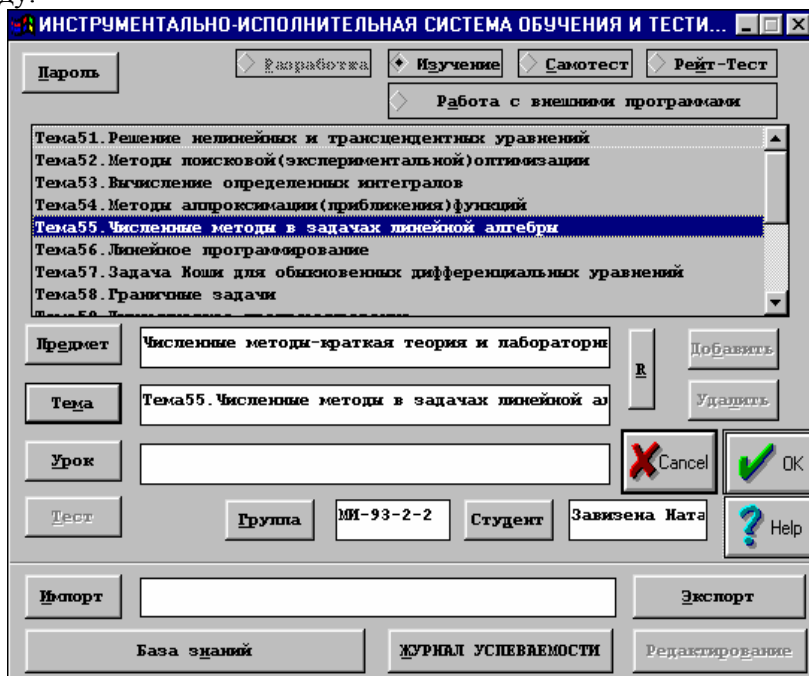 ду.
ИНСТРУМЕНТАЛЬНО-ИСПОЛНИТЕЛЬНАЯ СИСТЕМА ОБУЧЕНИЯ И ТЕСТИ...
Пароль
Разработка
Изучение
Самотест
Рейт-Тест
Работа с внешними программами
Тема51.Решение нелинейных и трансцендентных уравнений
Тема52.Методы поисковой(экспериментальной)оптимизации
Тема53.Вычисление определенных интегралов
Тема54.Методы аппроксимации(приближения)функций
Тема55.Численные методы в задачах линейной алгебры
Тема56.Линейное программирование
Тема57.Задача Коши для обыкновенных дифференциальных уравнений
Тема58.Граничные задачи
Предмет
Численные методы-краткая теория и лабораторн
R
Добавить
Тема
Тема55.Численные методы в задачах линейной ал
Удалить
Урок
Cancel
OK
Тест
Группа
МИ-93-2-2
Студент
Завизена Ната
Help
Импорт
Экспорт
База знаний
ЖУРНАЛ УСПЕВАЕМОСТИ
Редактирование